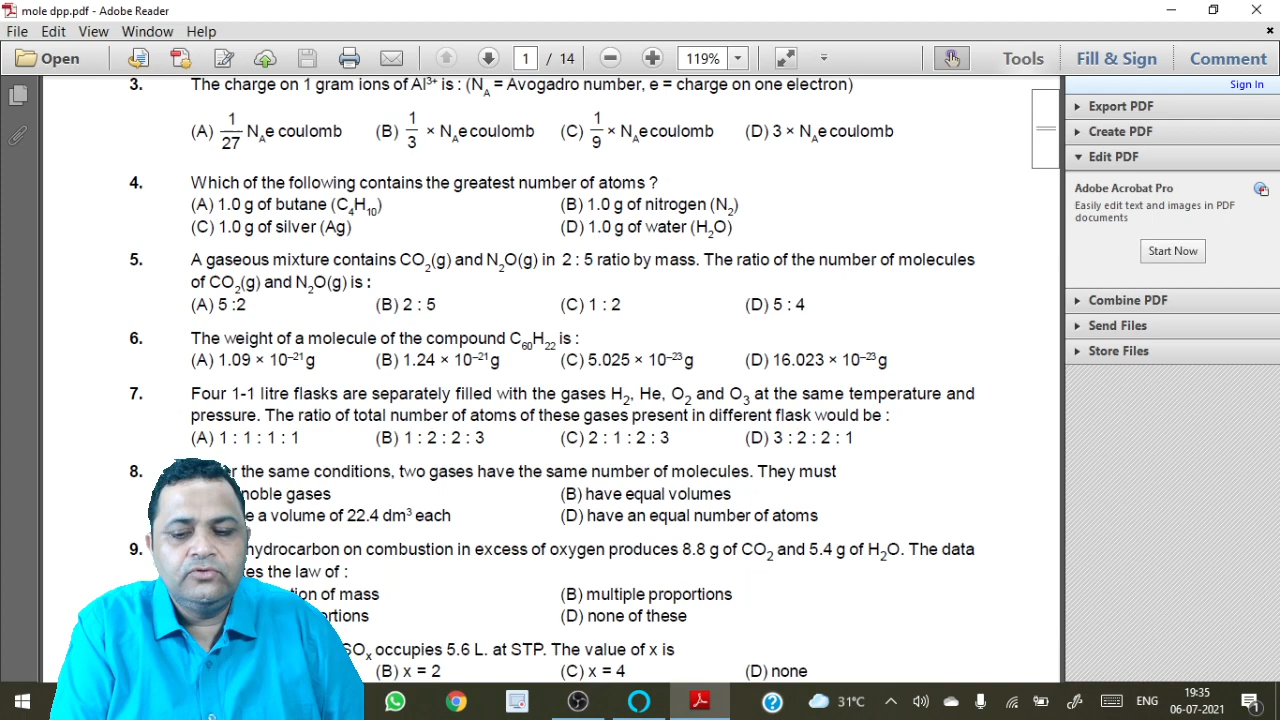 mole dpp.pdf - Adobe Reader
File Edit View Window Help
Open 1 / 14 119% Tools Fill & Sign Comment
Sign In
3. The charge on 1 gram ions of Al³⁺ is : (N_A = Avogadro number, e = charge on one electron)
(A) 1/27 N_A e coulomb (B) 1/3 × N_A e coulomb (C) 1/9 × N_A e coulomb (D) 3 × N_A e coulomb
4. Which of the following contains the greatest number of atoms ?
(A) 1.0 g of butane (C₄H₁₀) (B) 1.0 g of nitrogen (N₂)
(C) 1.0 g of silver (Ag) (D) 1.0 g of water (H₂O)
5. A gaseous mixture contains CO₂(g) and N₂O(g) in 2 : 5 ratio by mass. The ratio of the number of molecules
of CO₂(g) and N₂O(g) is :
(A) 5 :2 (B) 2 : 5 (C) 1 : 2 (D) 5 : 4
6. The weight of a molecule of the compound C₆₀H₂₂ is :
(A) 1.09 × 10⁻²¹ g (B) 1.24 × 10⁻²¹ g (C) 5.025 × 10⁻²³ g (D) 16.023 × 10⁻²³ g
7. Four 1-1 litre flasks are separately filled with the gases H₂, He, O₂ and O₃ at the same temperature and
pressure. The ratio of total number of atoms of these gases present in different flask would be :
(A) 1 : 1 : 1 : 1 (B) 1 : 2 : 2 : 3 (C) 2 : 1 : 2 : 3 (D) 3 : 2 : 2 : 1
8. the same conditions, two gases have the same number of molecules. They must
noble gases (B) have equal volumes
a volume of 22.4 dm³ each (D) have an equal number of atoms
9. hydrocarbon on combustion in excess of oxygen produces 8.8 g of CO₂ and 5.4 g of H₂O. The data
the law of :
of mass (B) multiple proportions
(D) none of these
SOₓ occupies 5.6 L. at STP. The value of x is
(B) x = 2 (C) x = 4 (D) none
Export PDF
Create PDF
Edit PDF
Adobe Acrobat Pro
Easily edit text and images in PDF
documents
Start Now
Combine PDF
Send Files
Store Files
31°C ENG 19:35
06-07-2021
1